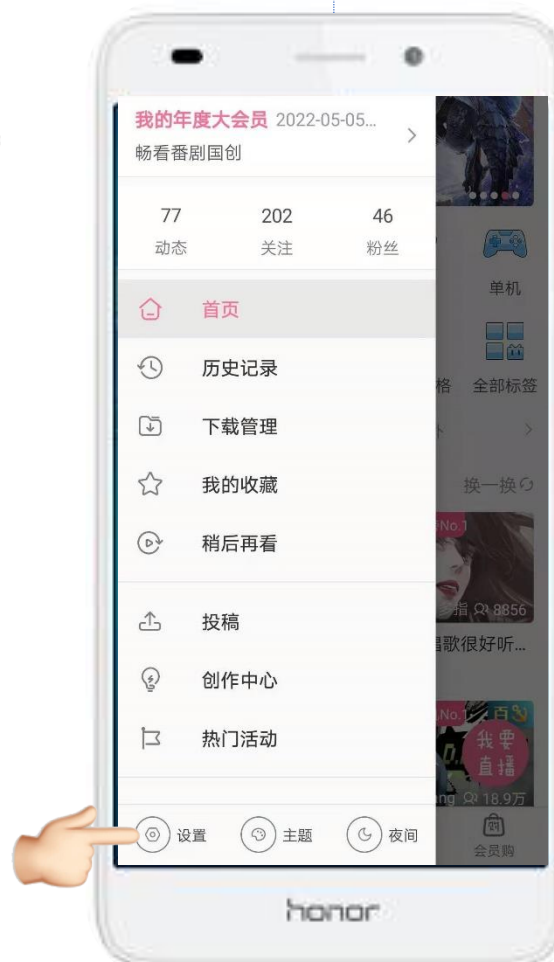 我的年度大会员 2022-05-05...
畅看番剧国创
77 202 46
动态 关注 粉丝
首页
历史记录
下载管理
我的收藏
稍后再看
投稿
创作中心
热门活动
设置 主题 夜间
单机
格 全部标签
换一换
No.1
指 8856
唱歌很好听...
No.1 百
我要
直播
ang 18.9万
会员购
honor